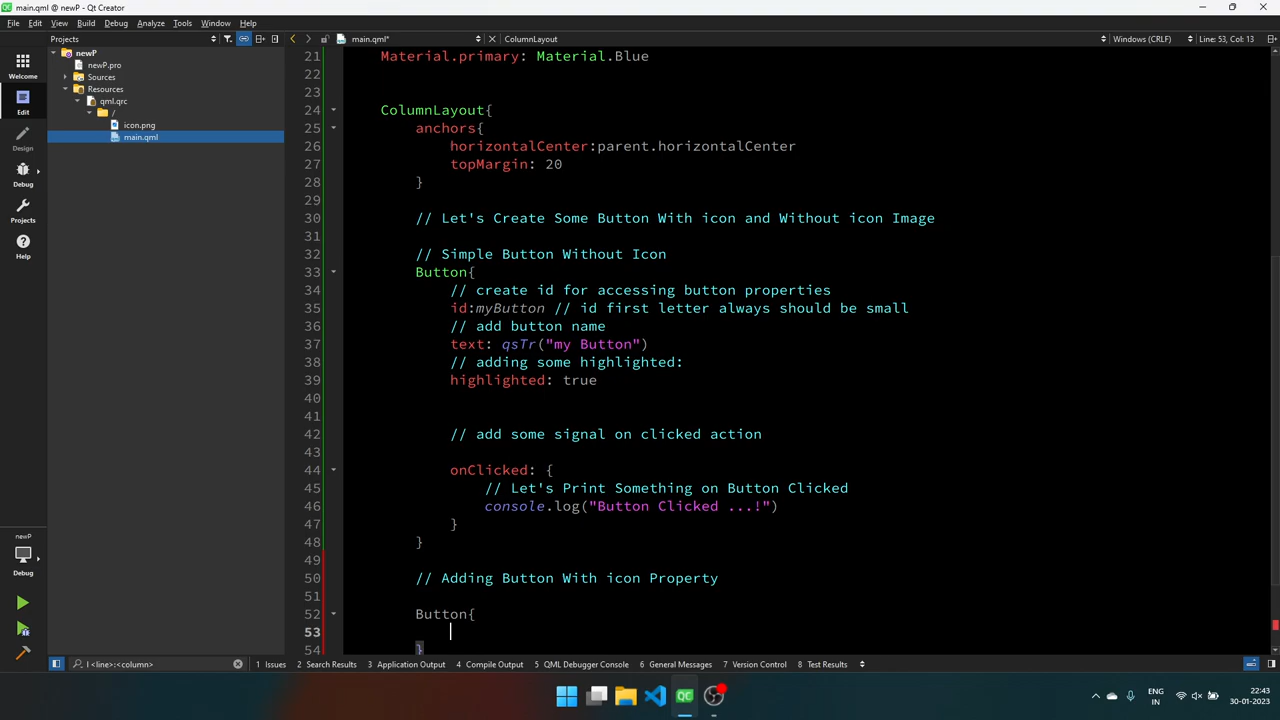 main.qml @ newP - Qt Creator
File Edit View Build Debug Analyze Tools Window Help
Projects
main.qml*
ColumnLayout
Windows (CRLF)
Line: 53, Col: 13
newP
newP.pro
Sources
Resources
qml.qrc
/
icon.png
main.qml
Welcome
Edit
Design
Debug
Projects
Help
newP
Debug
21 Material.primary: Material.Blue
22
23
24 ColumnLayout{
25 anchors{
26 horizontalCenter:parent.horizontalCenter
27 topMargin: 20
28 }
29
30 // Let's Create Some Button With icon and Without icon Image
31
32 // Simple Button Without Icon
33 Button{
34 // create id for accessing button properties
35 id:myButton // id first letter always should be small
36 // add button name
37 text: qsTr("my Button")
38 // adding some highlighted:
39 highlighted: true
40
41
42 // add some signal on clicked action
43
44 onClicked: {
45 // Let's Print Something on Button Clicked
46 console.log("Button Clicked ...!")
47 }
48 }
49
50 // Adding Button With icon Property
51
52 Button{
53
54 }
l <line>:<column>
1 Issues 2 Search Results 3 Application Output 4 Compile Output 5 QML Debugger Console 6 General Messages 7 Version Control 8 Test Results
QC
ENG
IN
22:43
30-01-2023